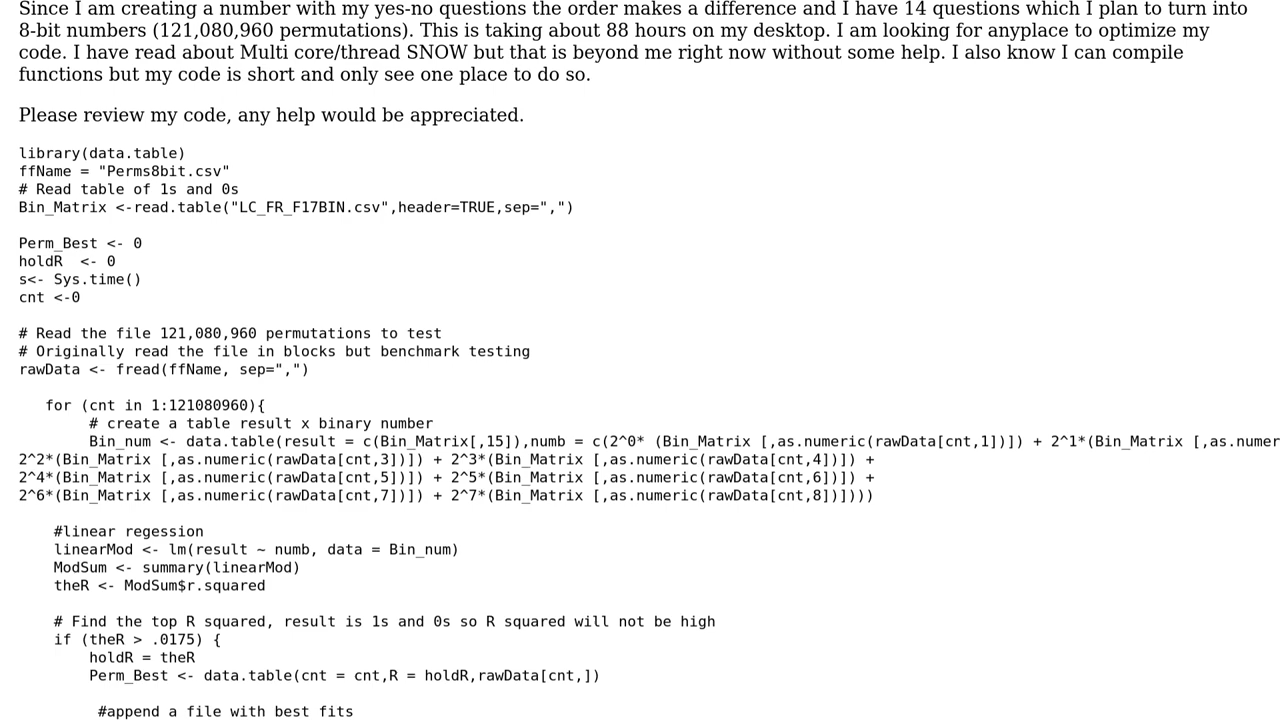 Since I am creating a number with my yes-no questions the order makes a difference and I have 14 questions which I plan to turn into
8-bit numbers (121,080,960 permutations). This is taking about 88 hours on my desktop. I am looking for anyplace to optimize my
code. I have read about Multi core/thread SNOW but that is beyond me right now without some help. I also know I can compile
functions but my code is short and only see one place to do so.
Please review my code, any help would be appreciated.
library(data.table)
ffName = "Perms8bit.csv"
# Read table of 1s and 0s
Bin_Matrix <-read.table("LC_FR_F17BIN.csv",header=TRUE,sep=",")
Perm_Best <- 0
holdR  <- 0
s<- Sys.time()
cnt <-0
# Read the file 121,080,960 permutations to test
# Originally read the file in blocks but benchmark testing
rawData <- fread(ffName, sep=",")
for (cnt in 1:121080960){
# create a table result x binary number
Bin_num <- data.table(result = c(Bin_Matrix[,15]),numb = c(2^0* (Bin_Matrix [,as.numeric(rawData[cnt,1])]) + 2^1*(Bin_Matrix [,as.numer
2^2*(Bin_Matrix [,as.numeric(rawData[cnt,3])]) + 2^3*(Bin_Matrix [,as.numeric(rawData[cnt,4])]) +
2^4*(Bin_Matrix [,as.numeric(rawData[cnt,5])]) + 2^5*(Bin_Matrix [,as.numeric(rawData[cnt,6])]) +
2^6*(Bin_Matrix [,as.numeric(rawData[cnt,7])]) + 2^7*(Bin_Matrix [,as.numeric(rawData[cnt,8])])))
#linear regession
linearMod <- lm(result ~ numb, data = Bin_num)
ModSum <- summary(linearMod)
theR <- ModSum$r.squared
# Find the top R squared, result is 1s and 0s so R squared will not be high
if (theR > .0175) {
holdR = theR
Perm_Best <- data.table(cnt = cnt,R = holdR,rawData[cnt,])
#append a file with best fits